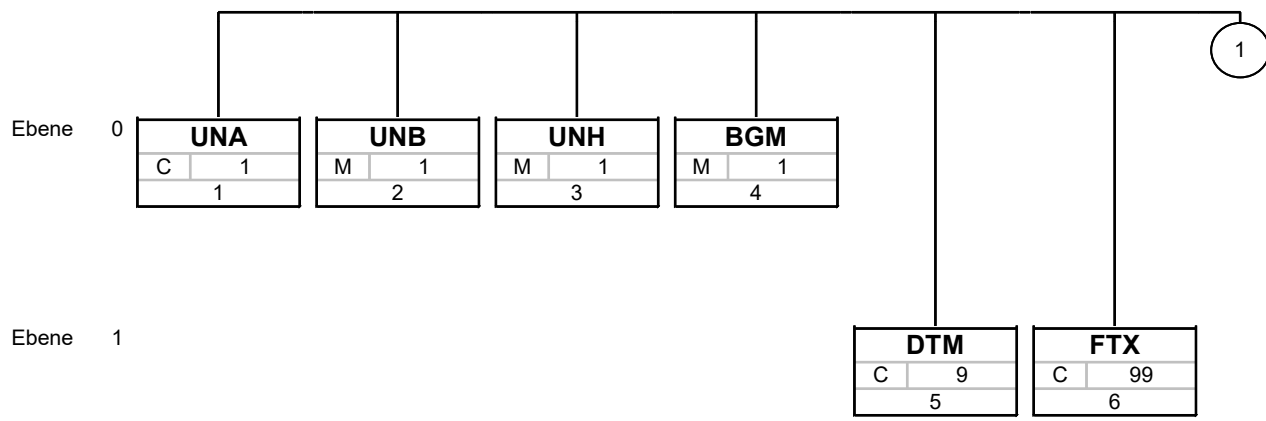 1
Ebene 0 UNA UNB UNH BGM
C 1 M 1 M 1 M 1
1 2 3 4
Ebene 1 DTM FTX
C 9 C 99
5 6